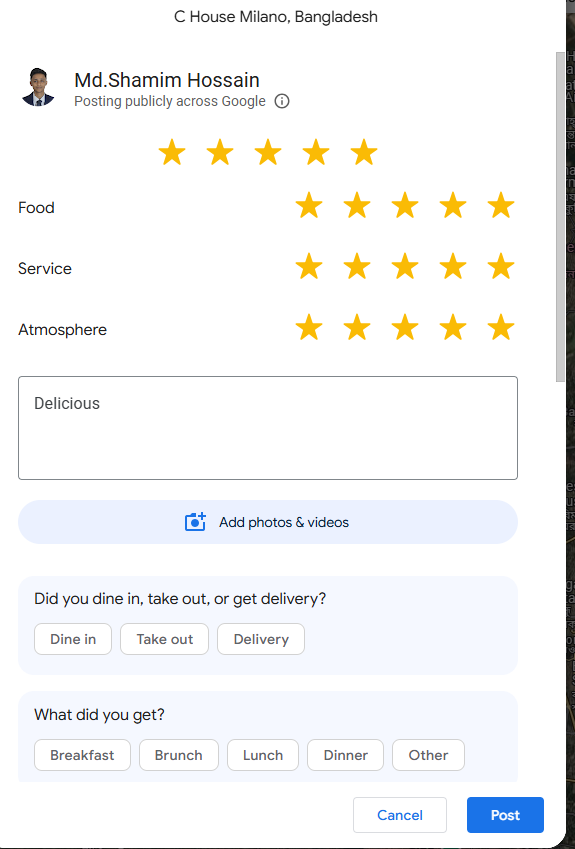 C House Milano, Bangladesh
Md.Shamim Hossain
Posting publicly across Google
Food
Service
Atmosphere
Delicious
Add photos & videos
Did you dine in, take out, or get delivery?
Dine in Take out Delivery
What did you get?
Breakfast Brunch Lunch Dinner Other
Cancel Post